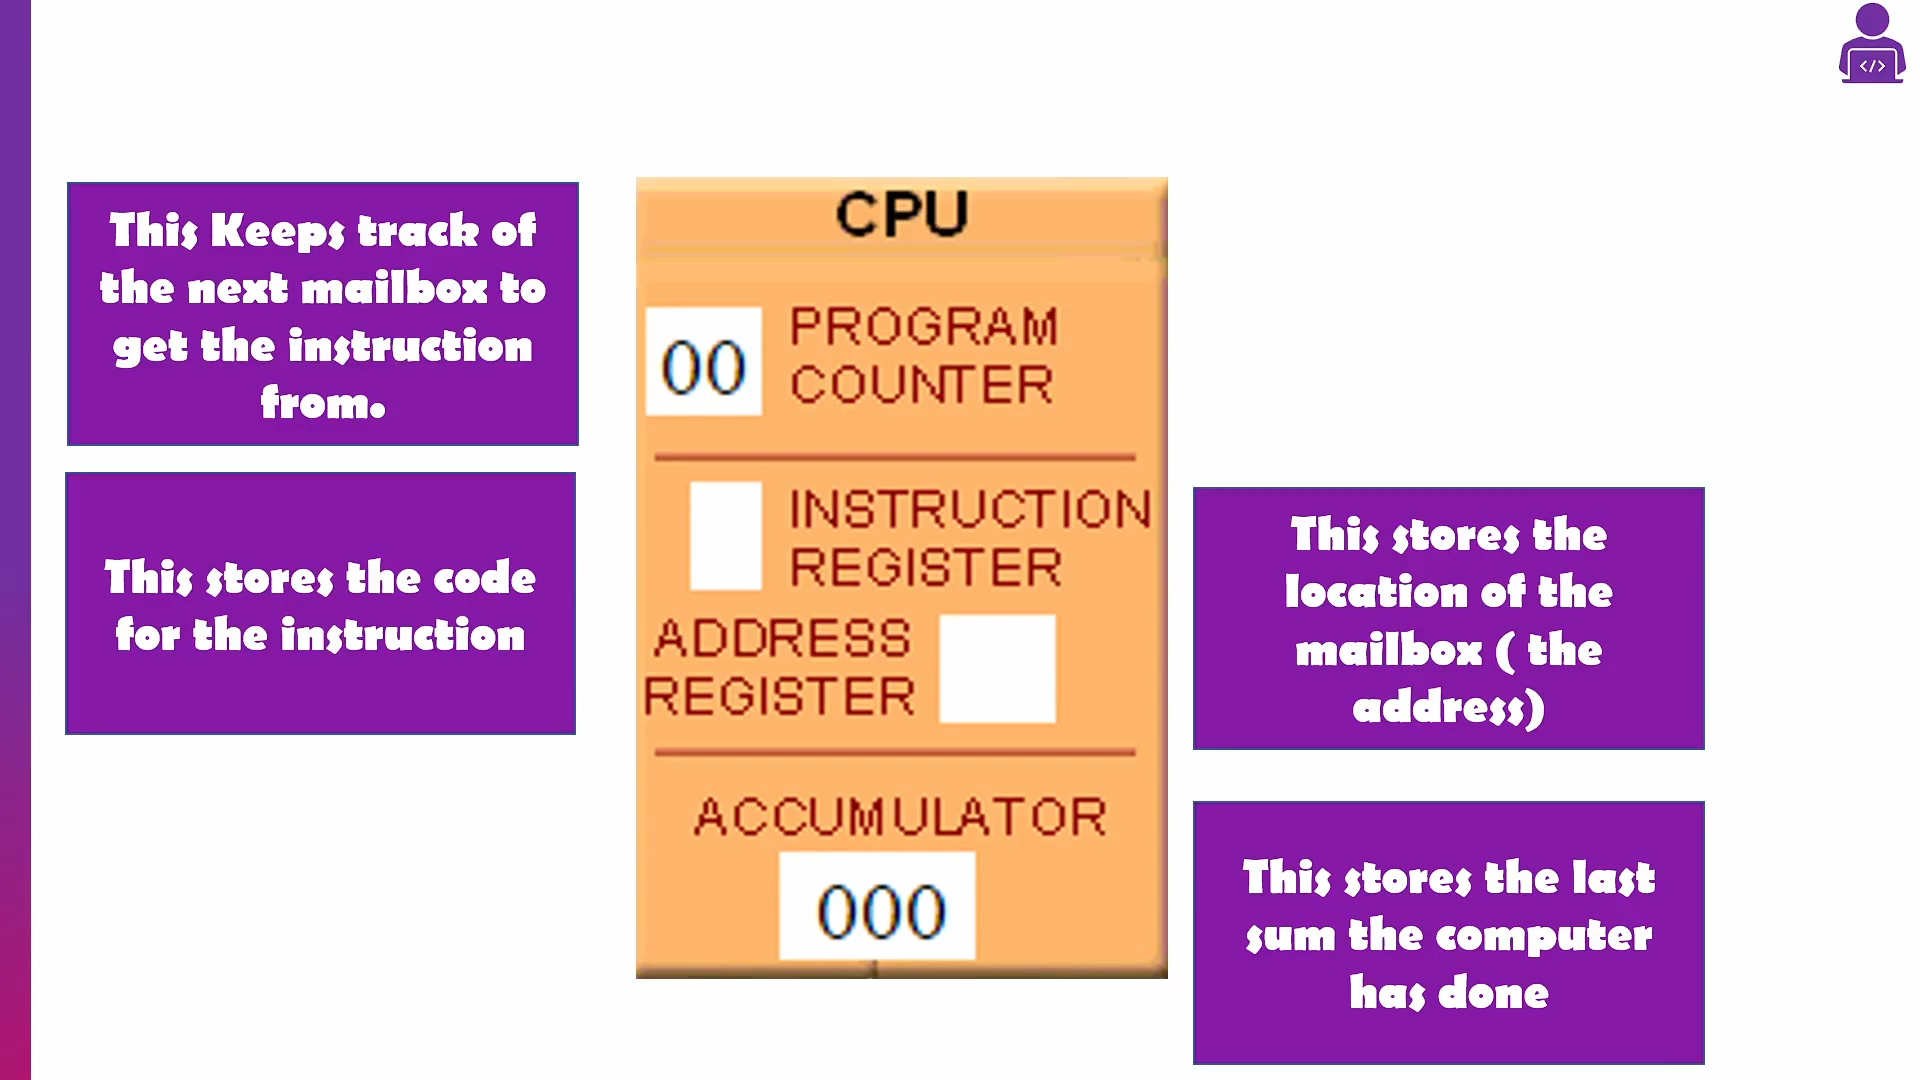 This Keeps track of
the next mailbox to
get the instruction
from.
This stores the code
for the instruction
CPU
00
PROGRAM
COUNTER
INSTRUCTION
REGISTER
ADDRESS
REGISTER
ACCUMULATOR
000
This stores the
location of the
mailbox ( the
address)
This stores the last
sum the computer
has done
</>